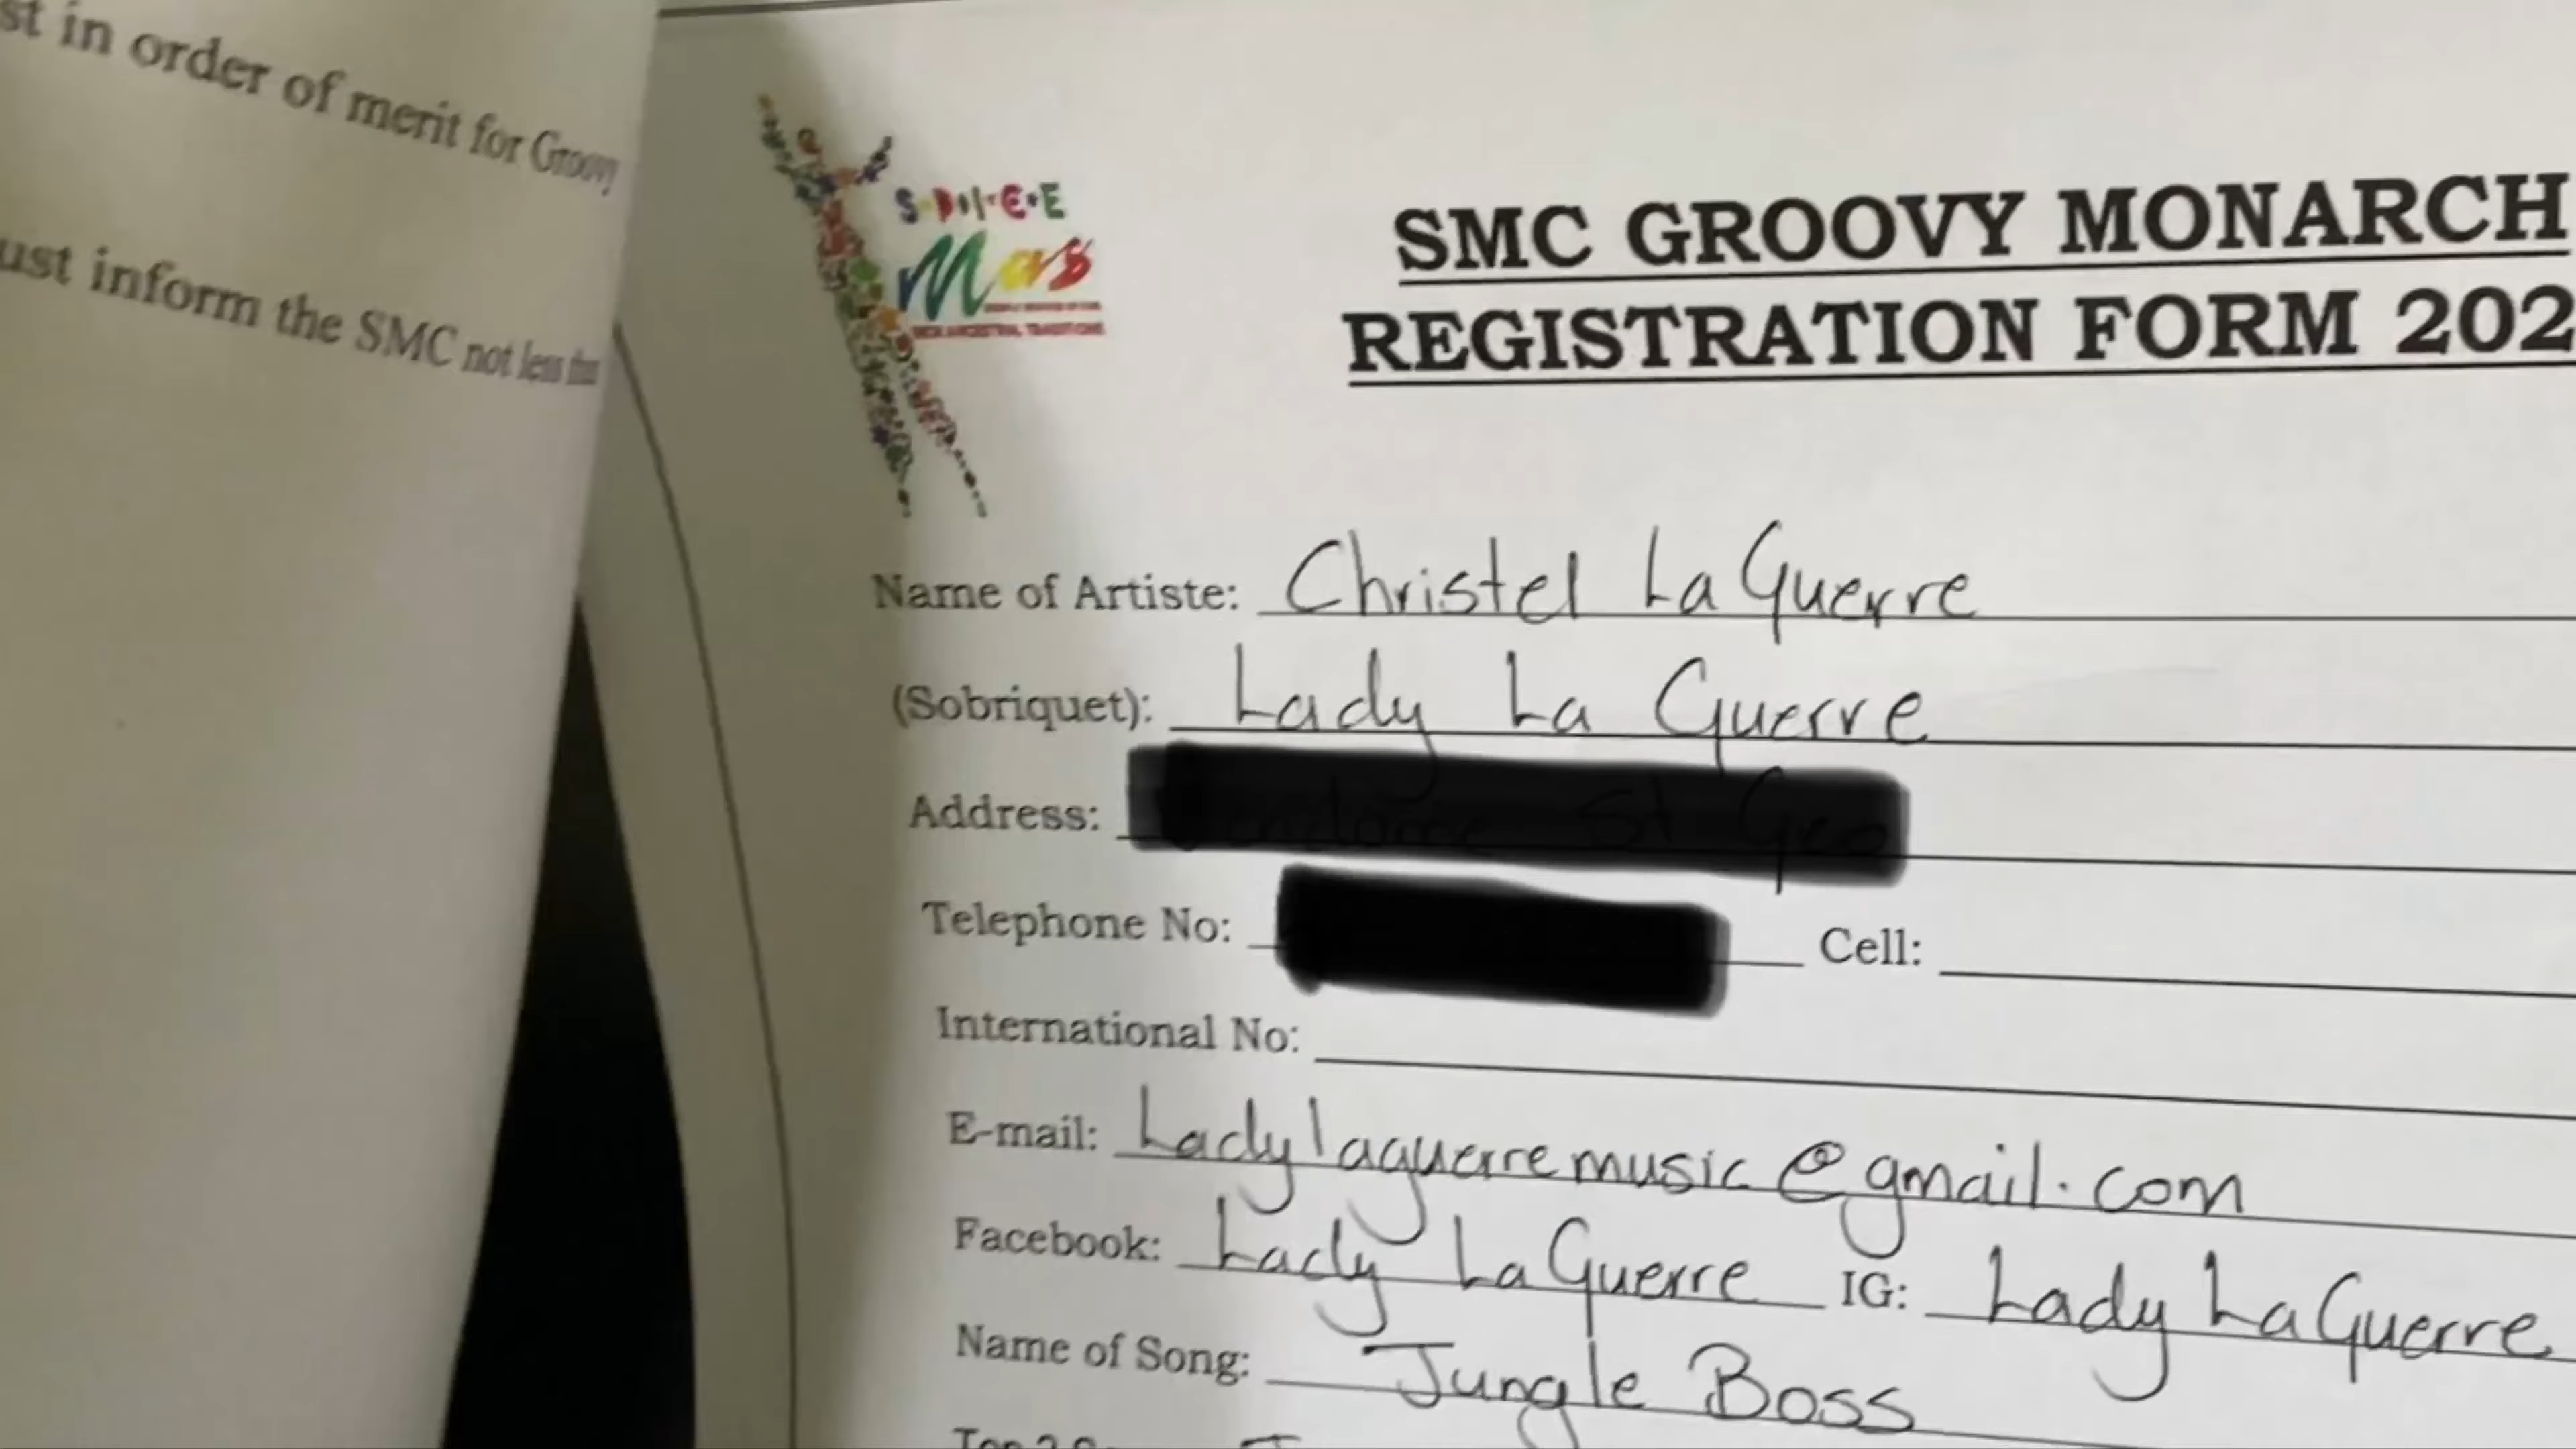 st in order of merit for Groovy
ust inform the SMC not less than
SPICE
Mas
SMC GROOVY MONARCH
REGISTRATION FORM 202
Name of Artiste: Christel LaGuerre
(Sobriquet): Lady La Guerre
Address:
Telephone No: Cell:
International No:
E-mail: Ladylaguerremusic@gmail.com
Facebook: Lady LaGuerre IG: Lady LaGuerre
Name of Song: Jungle Boss